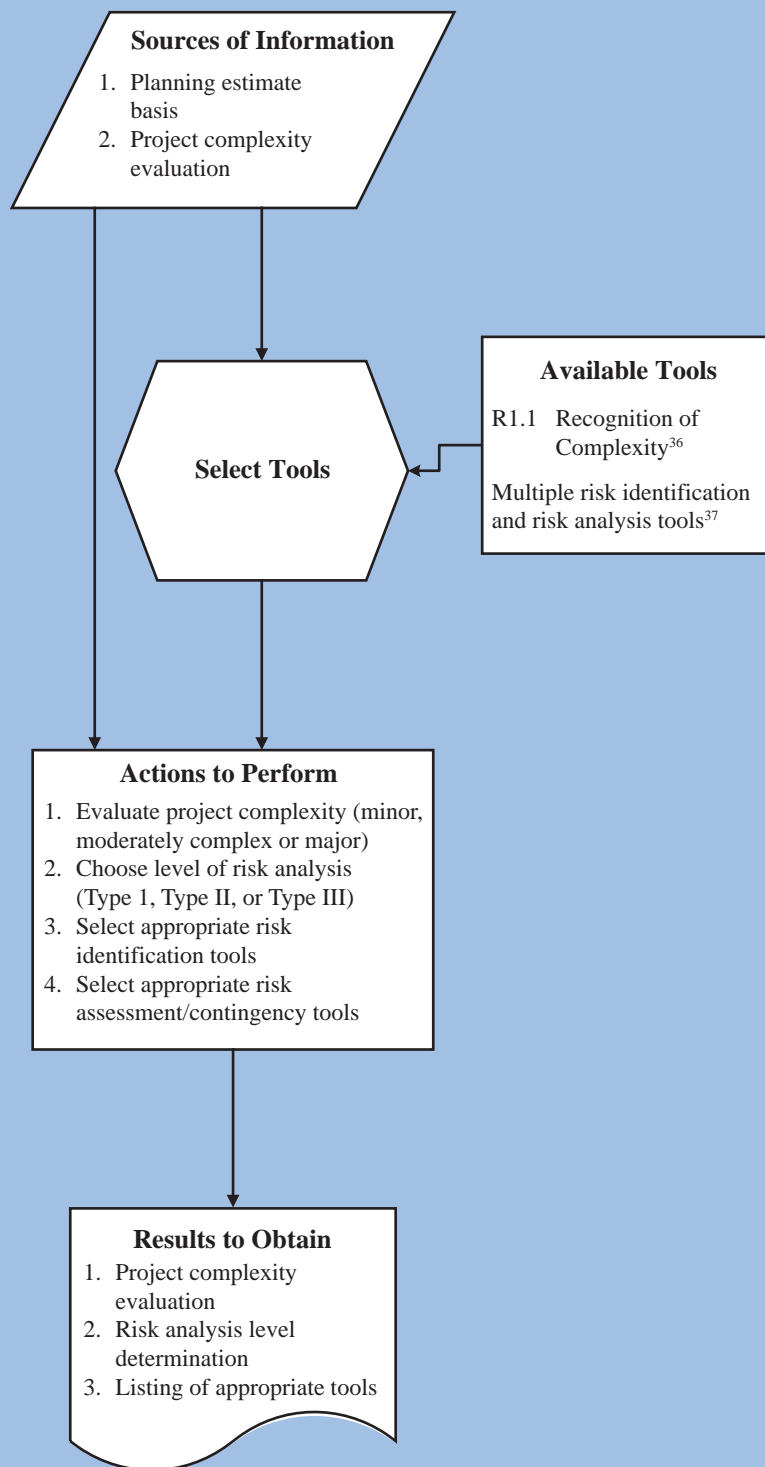 Sources of Information
1. Planning estimate
basis
2. Project complexity
evaluation
Select Tools
Available Tools
R1.1 Recognition of
Complexity36
Multiple risk identification
and risk analysis tools37
Actions to Perform
1. Evaluate project complexity (minor,
moderately complex or major)
2. Choose level of risk analysis
(Type 1, Type II, or Type III)
3. Select appropriate risk
identification tools
4. Select appropriate risk
assessment/contingency tools
Results to Obtain
1. Project complexity
evaluation
2. Risk analysis level
determination
3. Listing of appropriate tools